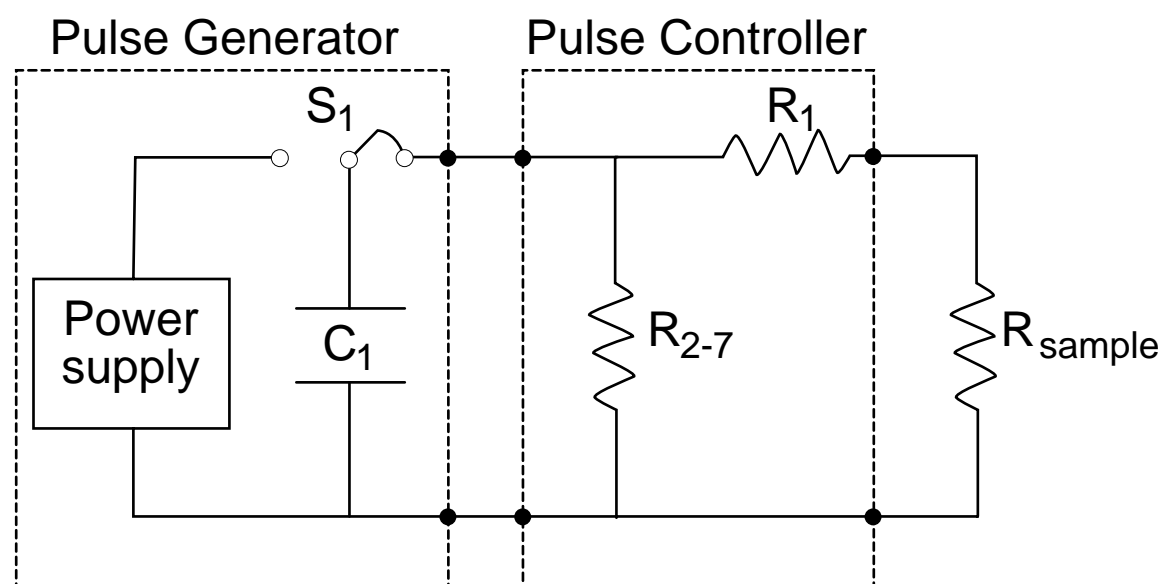 Pulse Generator
Pulse Controller
S1
R1
Power
supply
C1
R2-7
Rsample